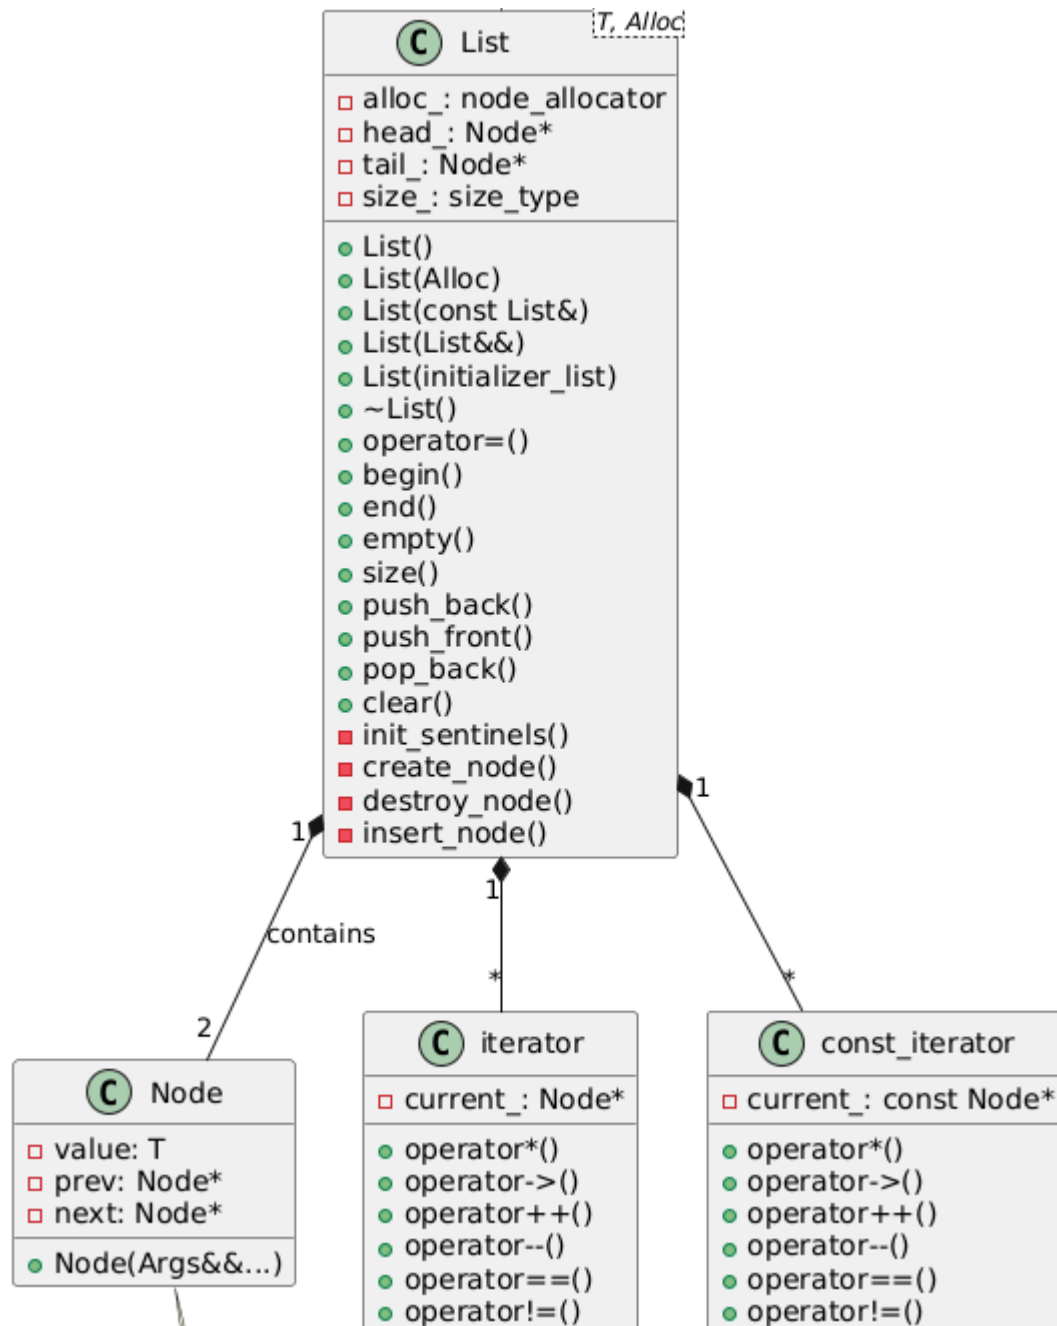 T, Alloc
C List
alloc_: node_allocator
head_: Node*
tail_: Node*
size_: size_type
List()
List(Alloc)
List(const List&)
List(List&&)
List(initializer_list)
~List()
operator=()
begin()
end()
empty()
size()
push_back()
push_front()
pop_back()
clear()
init_sentinels()
create_node()
destroy_node()
insert_node()
1
contains
2
1
*
1
*
C Node
value: T
prev: Node*
next: Node*
Node(Args&&...)
C iterator
current_: Node*
operator*()
operator->()
operator++()
operator--()
operator==()
operator!=()
C const_iterator
current_: const Node*
operator*()
operator->()
operator++()
operator--()
operator==()
operator!=()